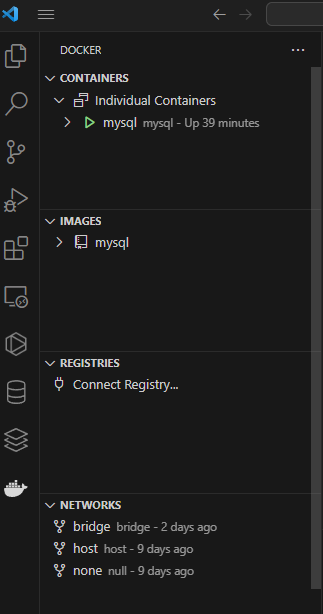 DOCKER
CONTAINERS
Individual Containers
mysql mysql - Up 39 minutes
IMAGES
mysql
REGISTRIES
Connect Registry...
NETWORKS
bridge bridge - 2 days ago
host host - 9 days ago
none null - 9 days ago